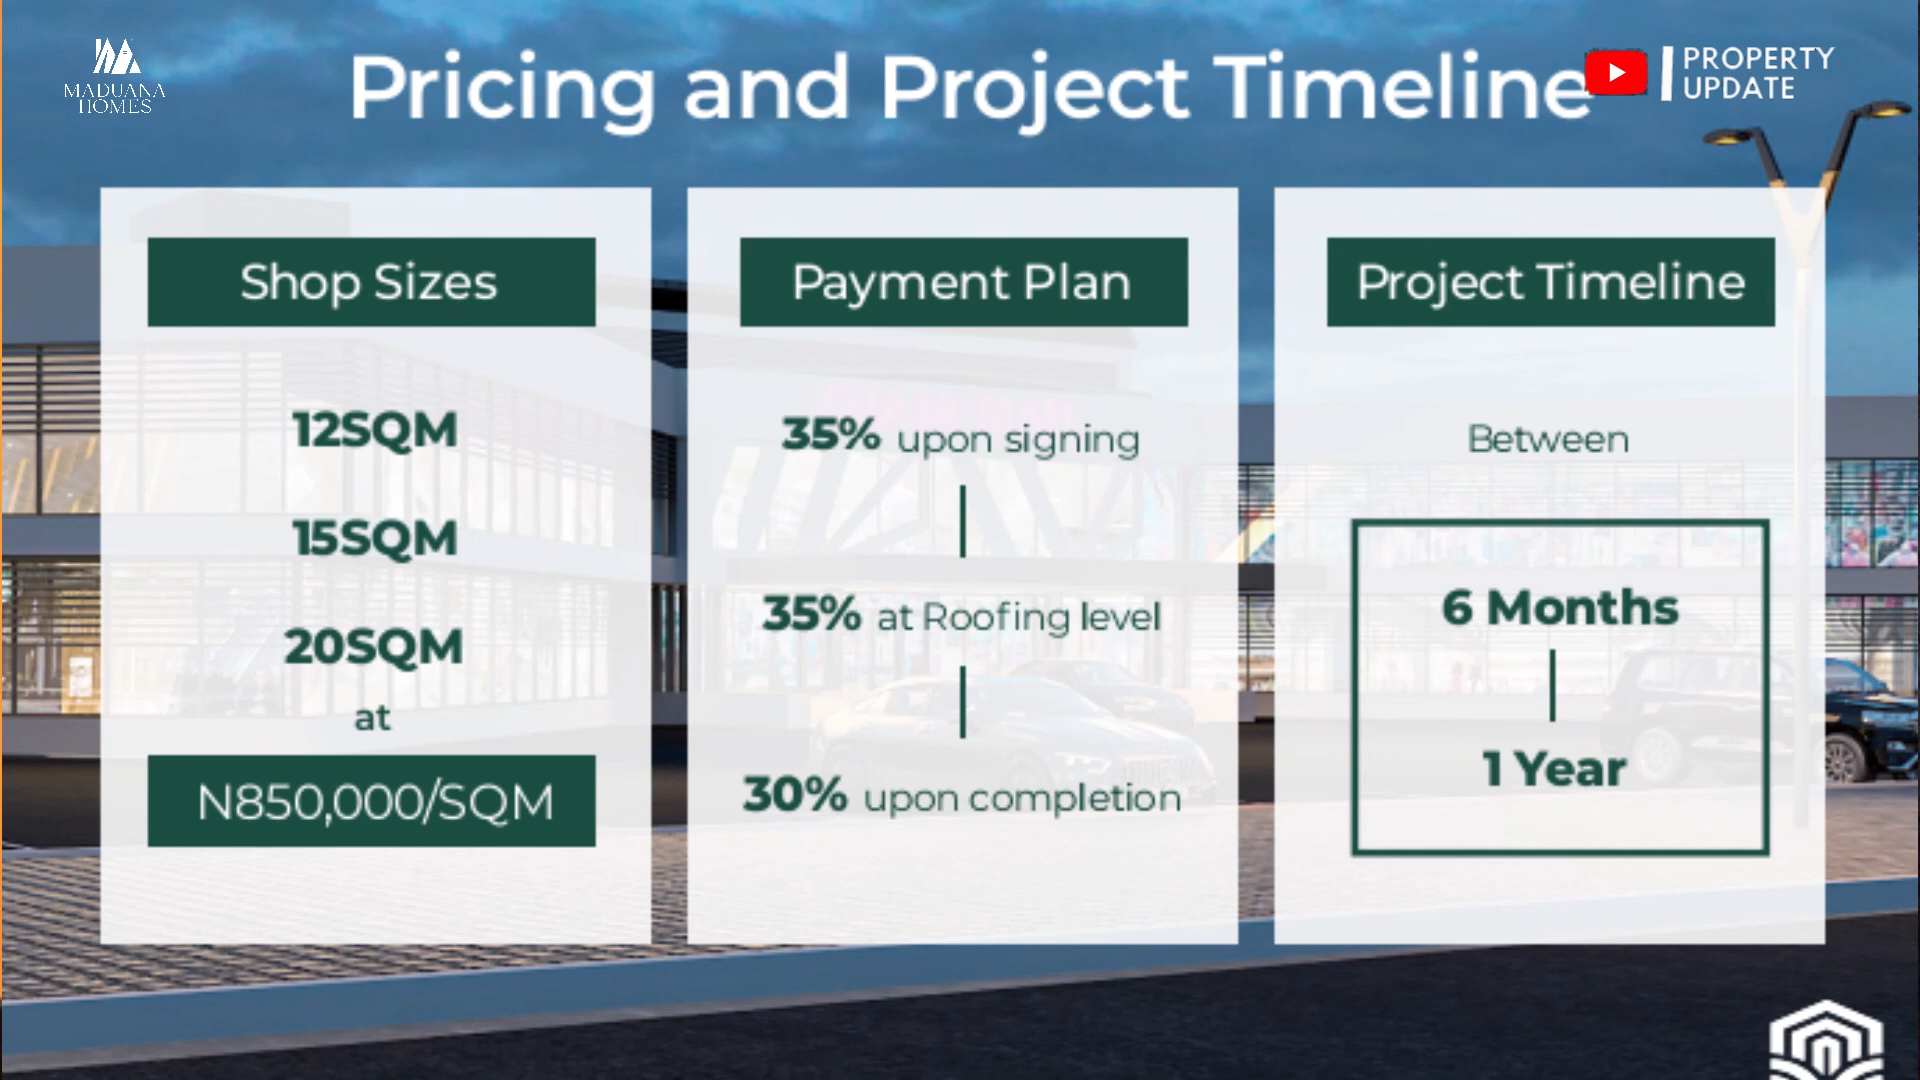 MADUANA
HOMES
Pricing and Project Timeline
PROPERTY
UPDATE
Shop Sizes
12SQM
15SQM
20SQM
at
N850,000/SQM
Payment Plan
35% upon signing
35% at Roofing level
30% upon completion
Project Timeline
Between
6 Months
1 Year